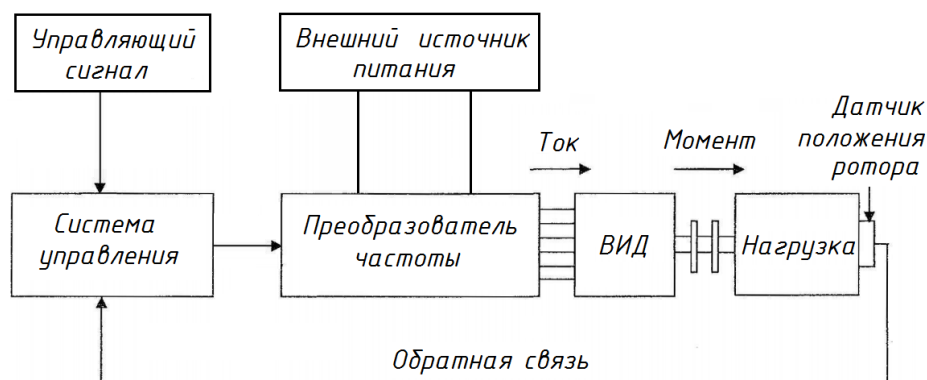 Управляющий
сигнал
Внешний источник
питания
Датчик
положения
ротора
Ток
Момент
Система
управления
Преобразователь
частоты
ВИД
Нагрузка
Обратная связь